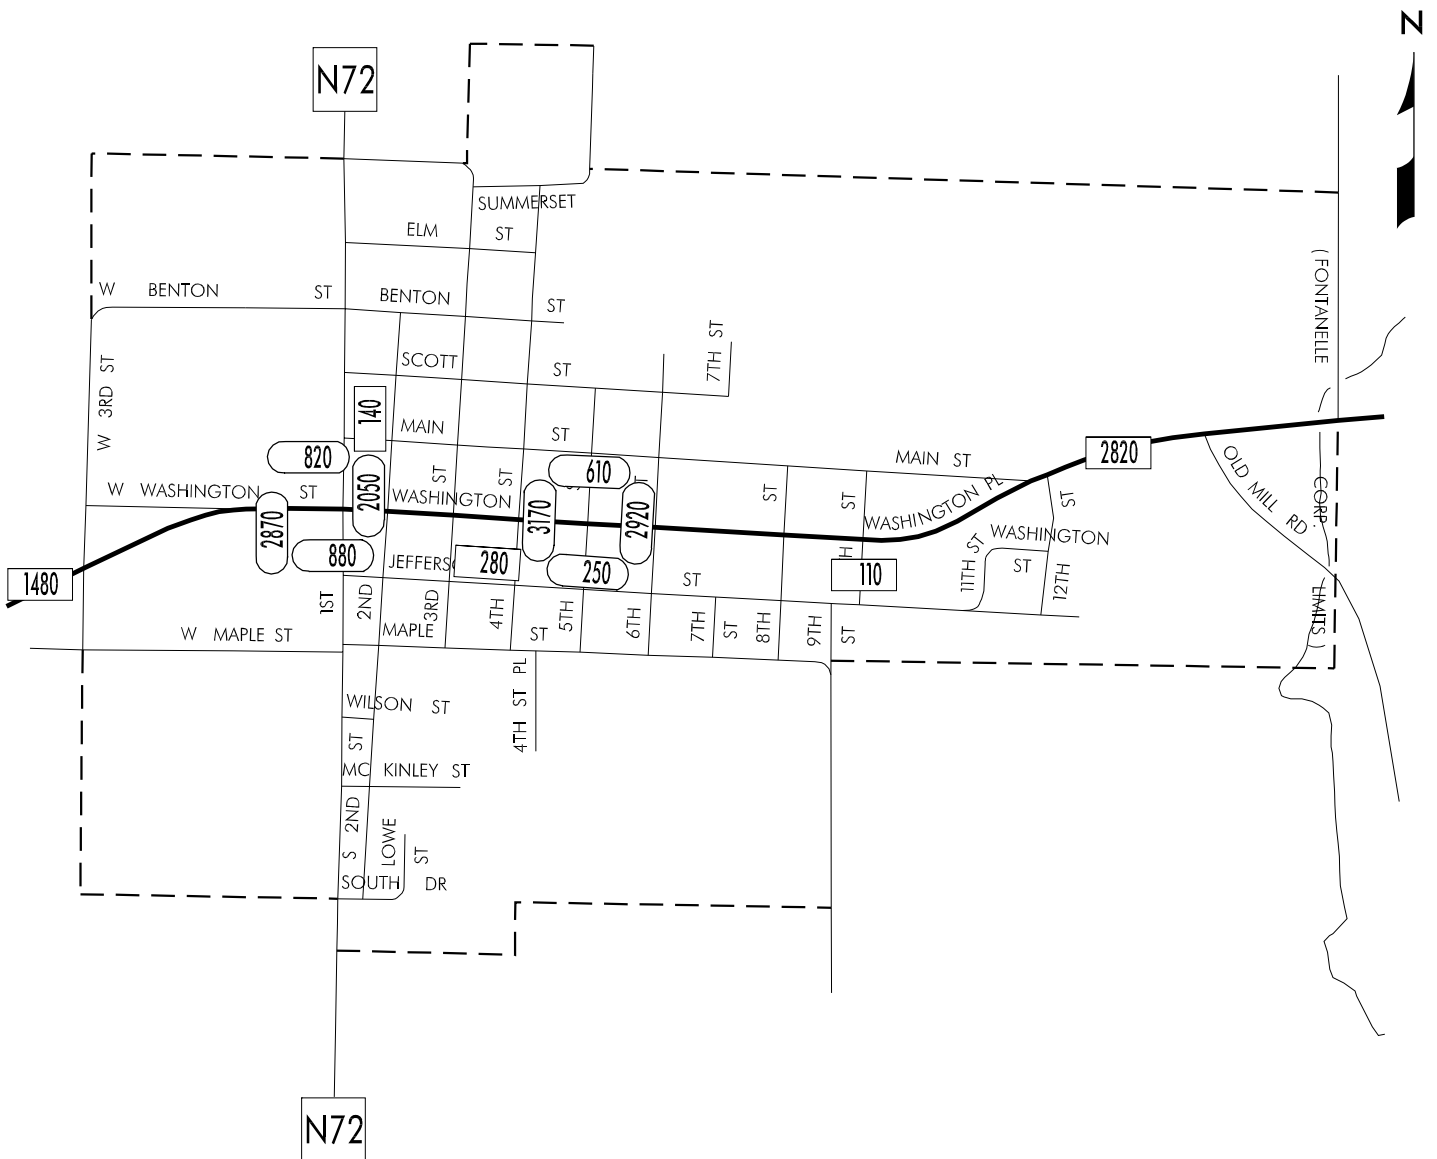 N
N72
SUMMERSET
ELM ST
( FONTANELLE
W BENTON ST BENTON ST
7TH ST
W 3RD ST
SCOTT ST
140
MAIN ST
820
2050
ST
ST
610
MAIN ST
2820
OLD MILL RD
W WASHINGTON ST WASHINGTON
ST
ST
WASHINGTON PL
ST
CORP.
2870
3170
2920
WASHINGTON
ST
880
JEFFERS
280
250
ST
110
11TH ST
12TH
1480
1ST
2ND
3RD
4TH
5TH
6TH
7TH
ST
8TH
9TH
ST
LIMITS )
W MAPLE ST MAPLE ST
4TH ST PL
WILSON ST
ST
MC KINLEY ST
S 2ND
LOWE
ST
SOUTH DR
N72